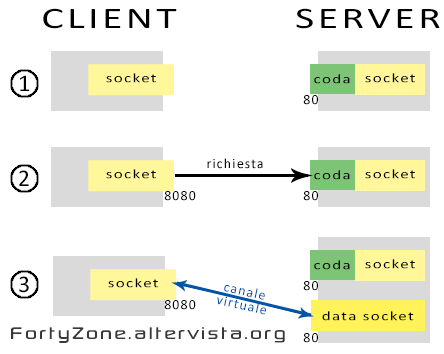 CLIENT SERVER
1 socket coda socket
80
2 socket richiesta coda socket
8080 80
3 socket canale virtuale coda socket
8080 80
data socket
80
FortyZone.altervista.org